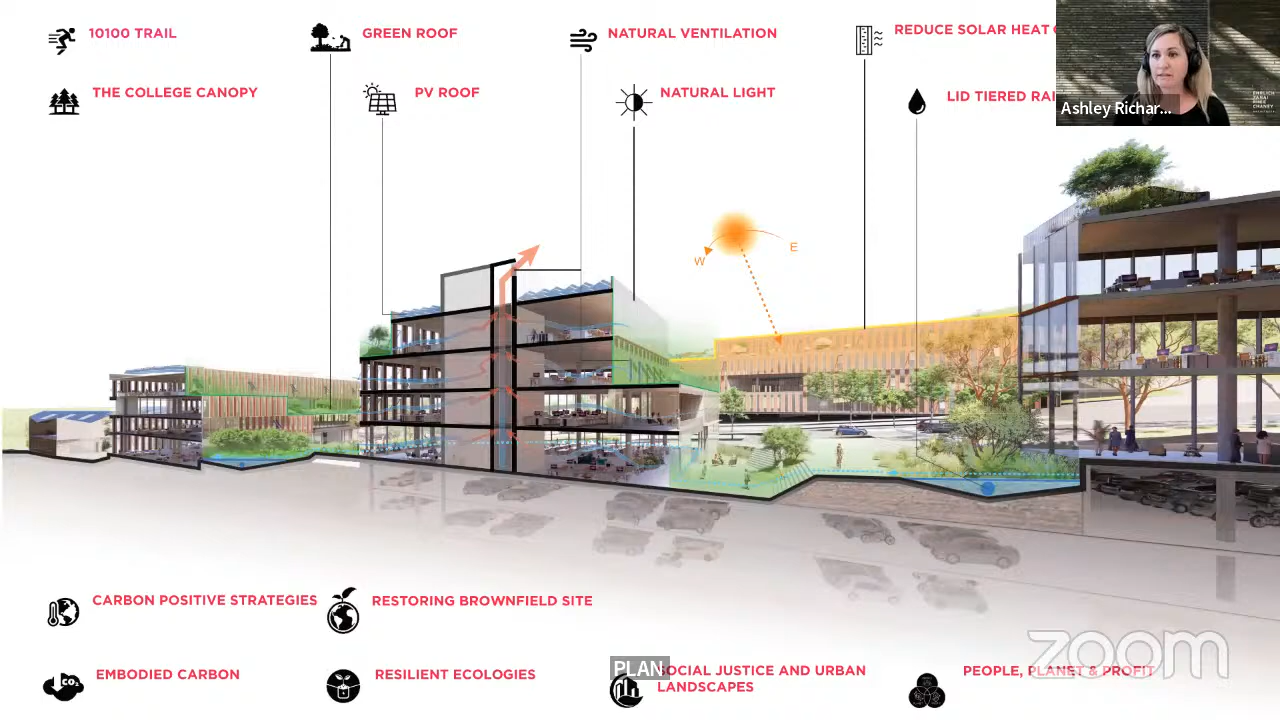 10100 TRAIL
GREEN ROOF
NATURAL VENTILATION
REDUCE SOLAR HEAT
THE COLLEGE CANOPY
PV ROOF
NATURAL LIGHT
LID TIERED
Ashley Richar...
W
E
CARBON POSITIVE STRATEGIES
RESTORING BROWNFIELD SITE
EMBODIED CARBON
RESILIENT ECOLOGIES
PLAN
SOCIAL JUSTICE AND URBAN
LANDSCAPES
PEOPLE, PLANET & PROFIT
zoom